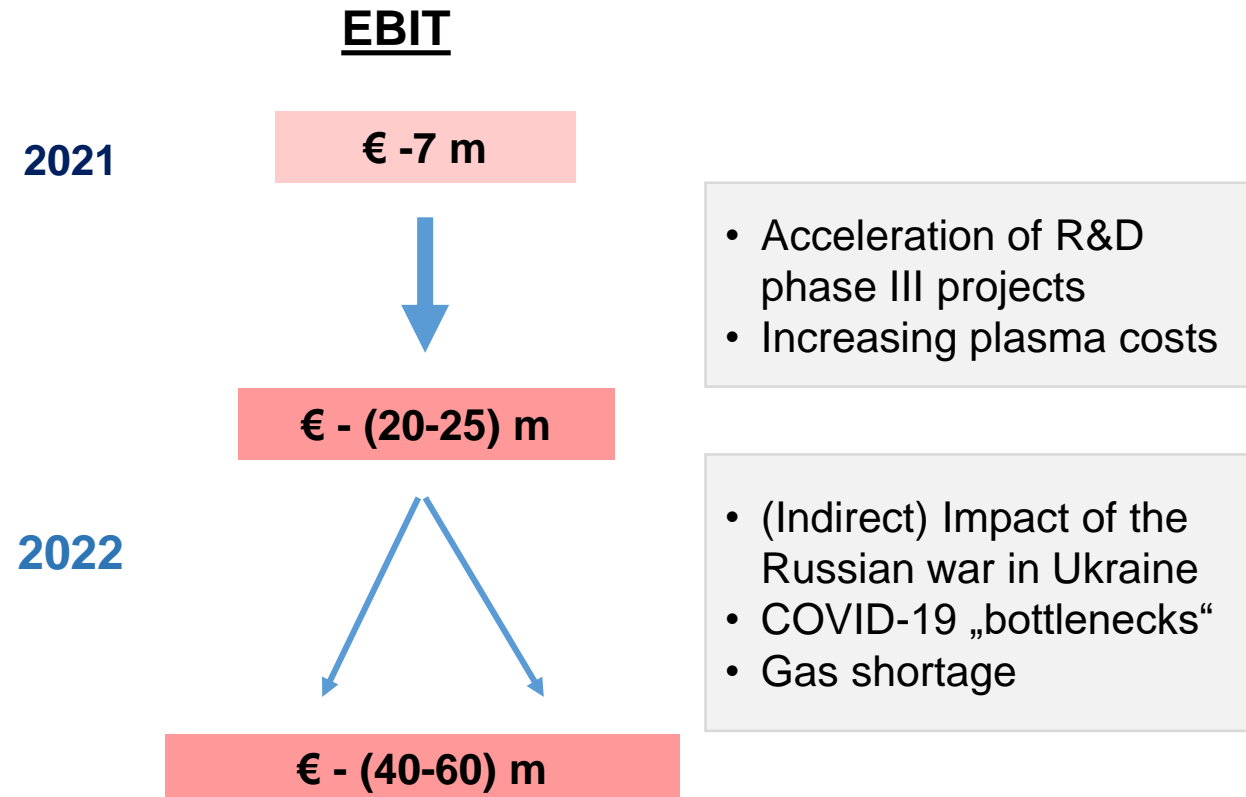 EBIT
2021
€ -7 m
• Acceleration of R&D
phase III projects
• Increasing plasma costs
€ - (20-25) m
2022
• (Indirect) Impact of the
Russian war in Ukraine
• COVID-19 „bottlenecks“
• Gas shortage
€ - (40-60) m